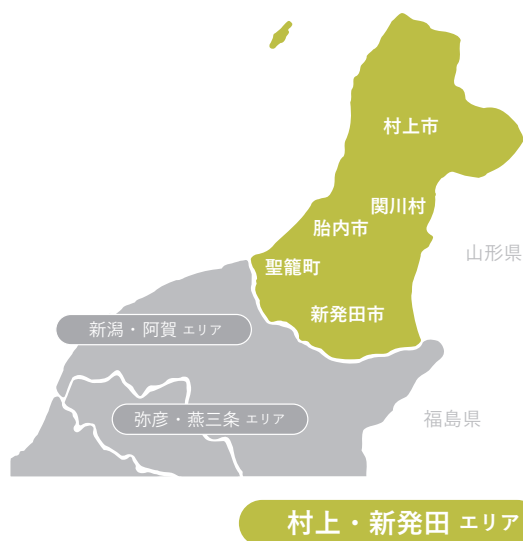 村上市
関川村
胎内市
山形県
聖籠町
新発田市
新潟・阿賀 エリア
弥彦・燕三条 エリア
福島県
村上・新発田 エリア